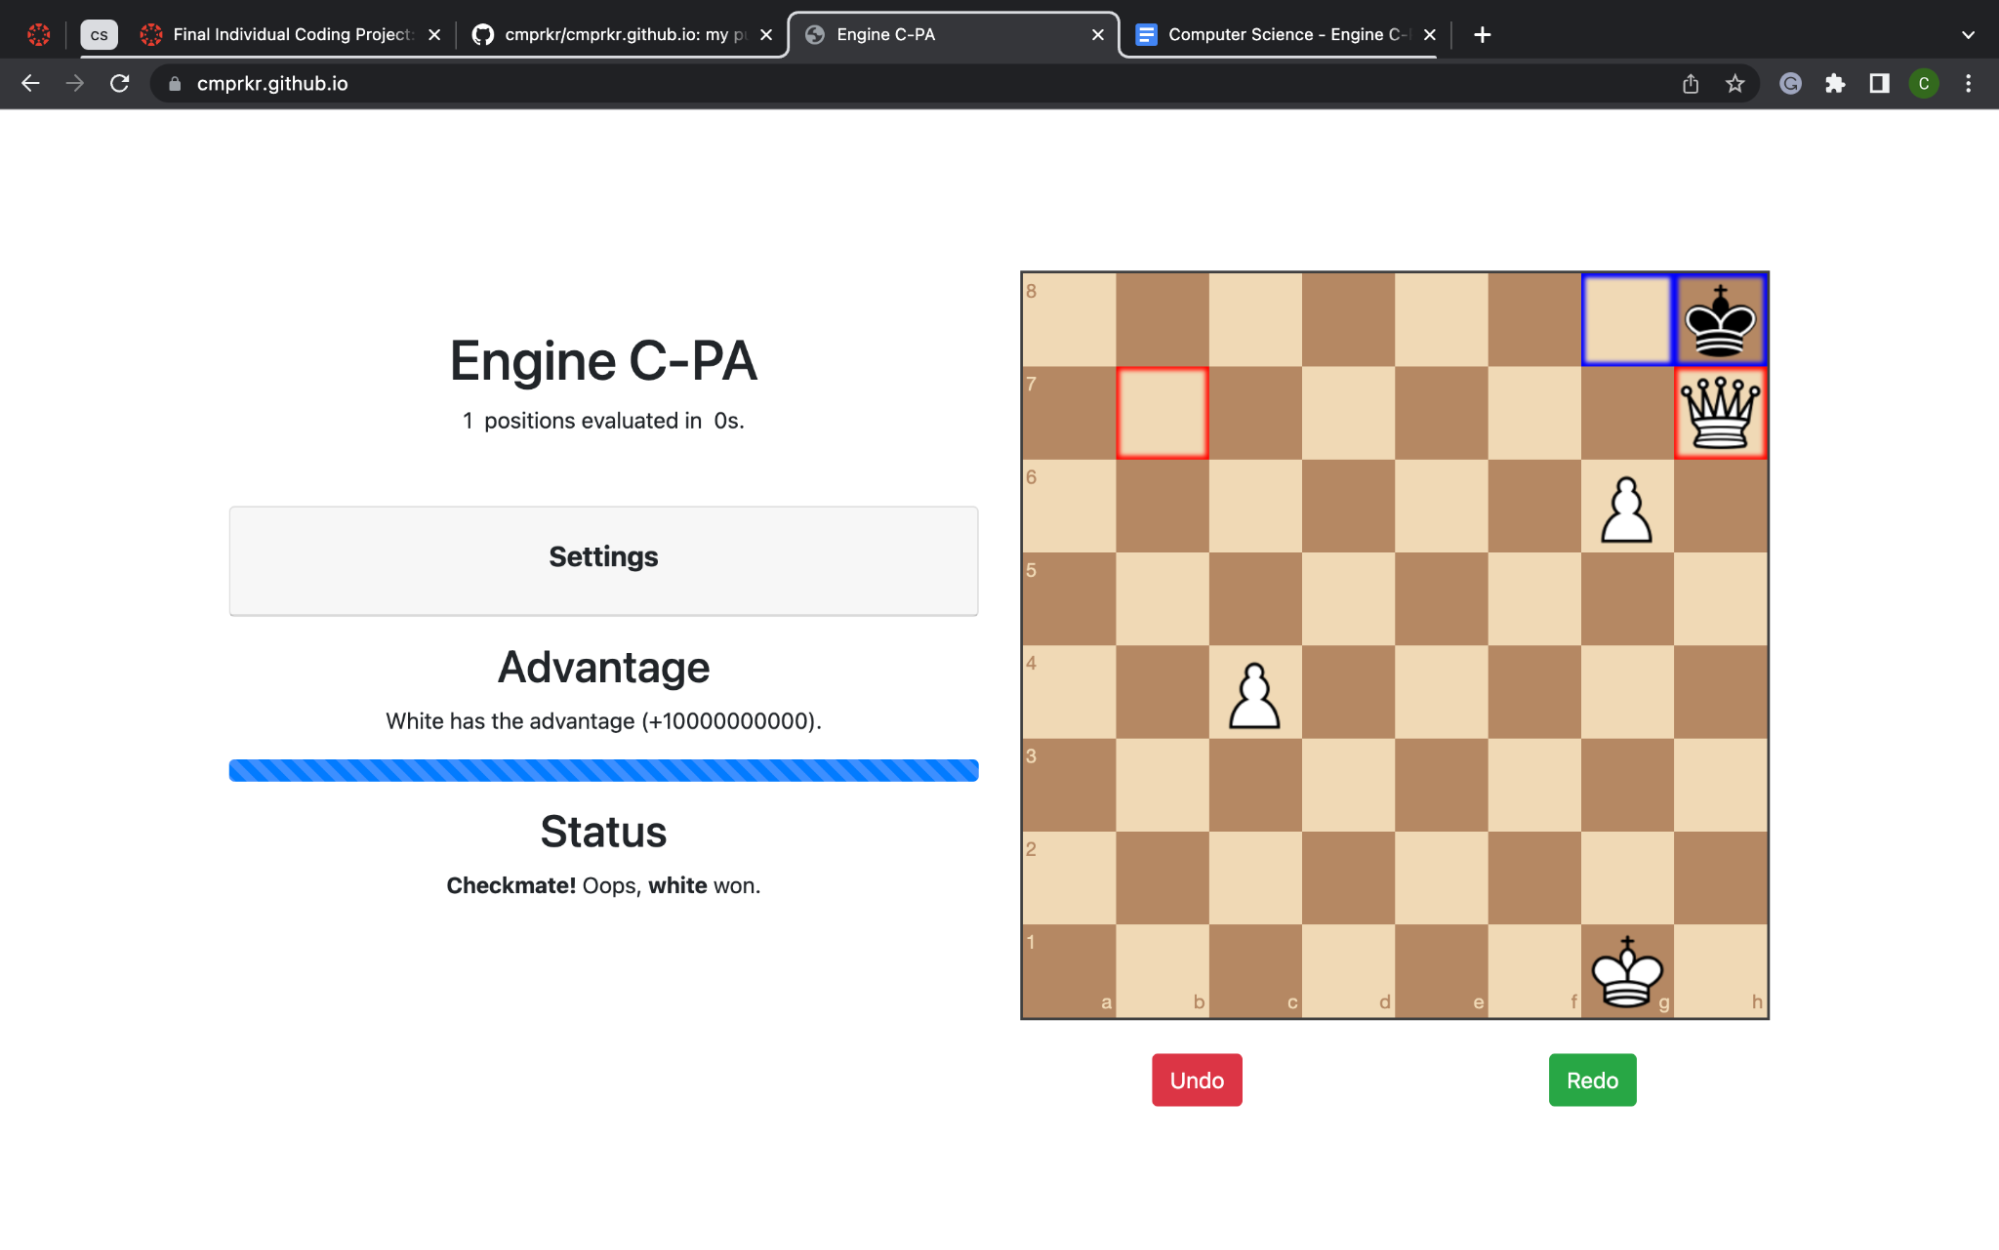 cs
Final Individual Coding Project:
cmprkr/cmprkr.github.io: my p
Engine C-PA
Computer Science - Engine C-
cmprkr.github.io
C
Engine C-PA
1 positions evaluated in 0s.
Settings
Advantage
White has the advantage (+10000000000).
Status
Checkmate! Oops, white won.
8
7
6
5
4
3
2
1
a b c d e f g h
Undo
Redo